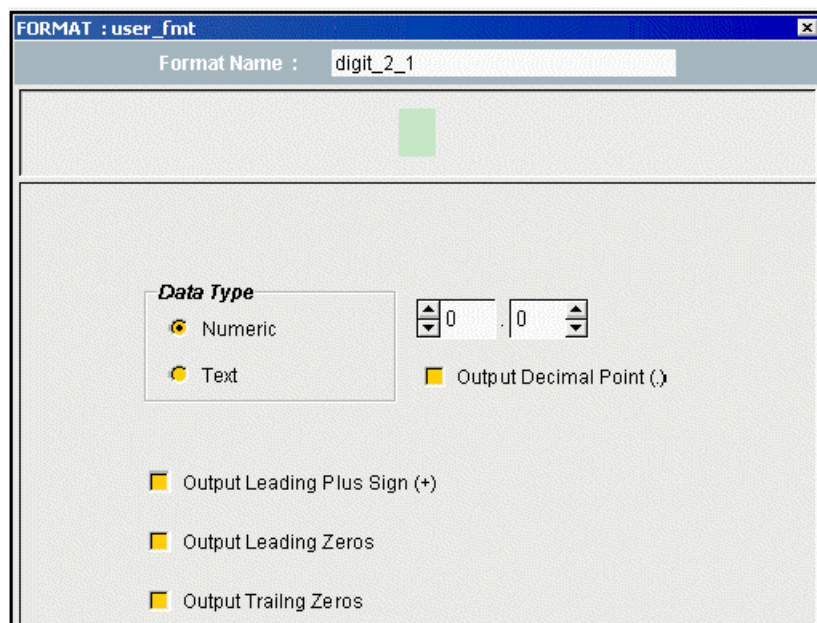 FORMAT : user_fmt
Format Name : digit_2_1
Data Type
Numeric
0 . 0
Text
Output Decimal Point (.)
Output Leading Plus Sign (+)
Output Leading Zeros
Output Trailng Zeros